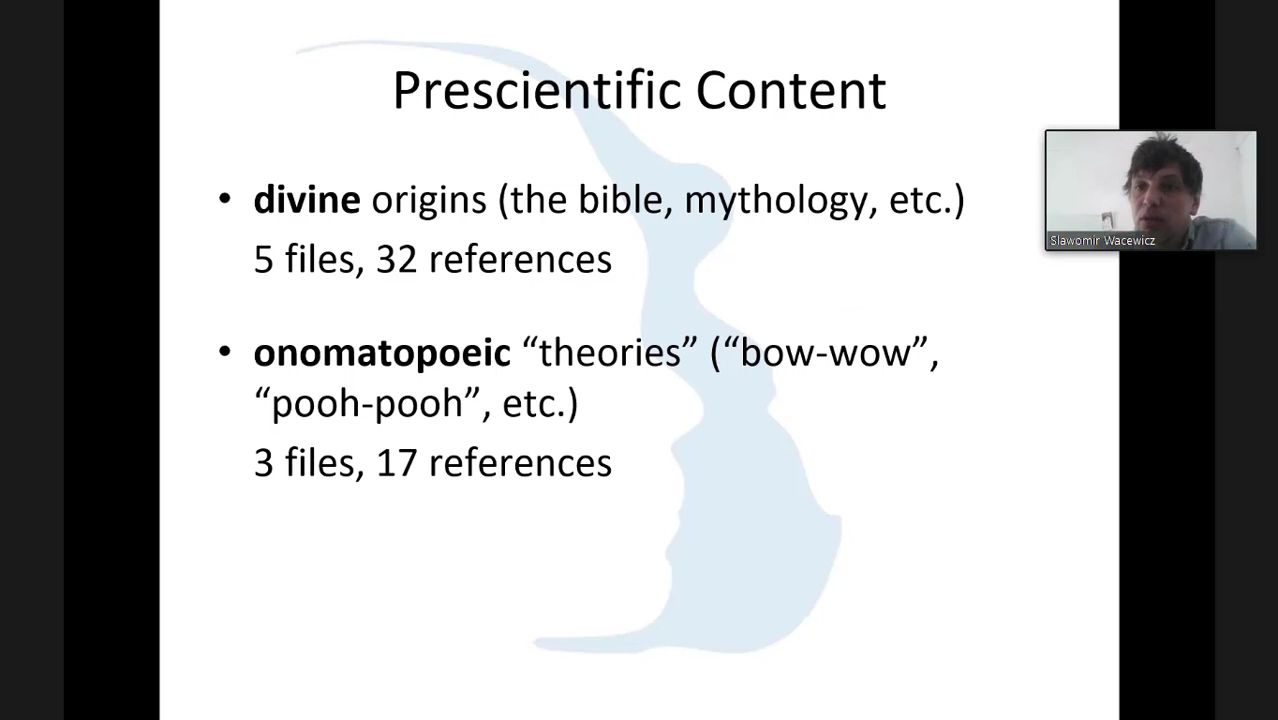 Prescientific Content
• divine origins (the bible, mythology, etc.)
5 files, 32 references
• onomatopoeic “theories” (“bow-wow”,
“pooh-pooh”, etc.)
3 files, 17 references
Slawomir Wacewicz